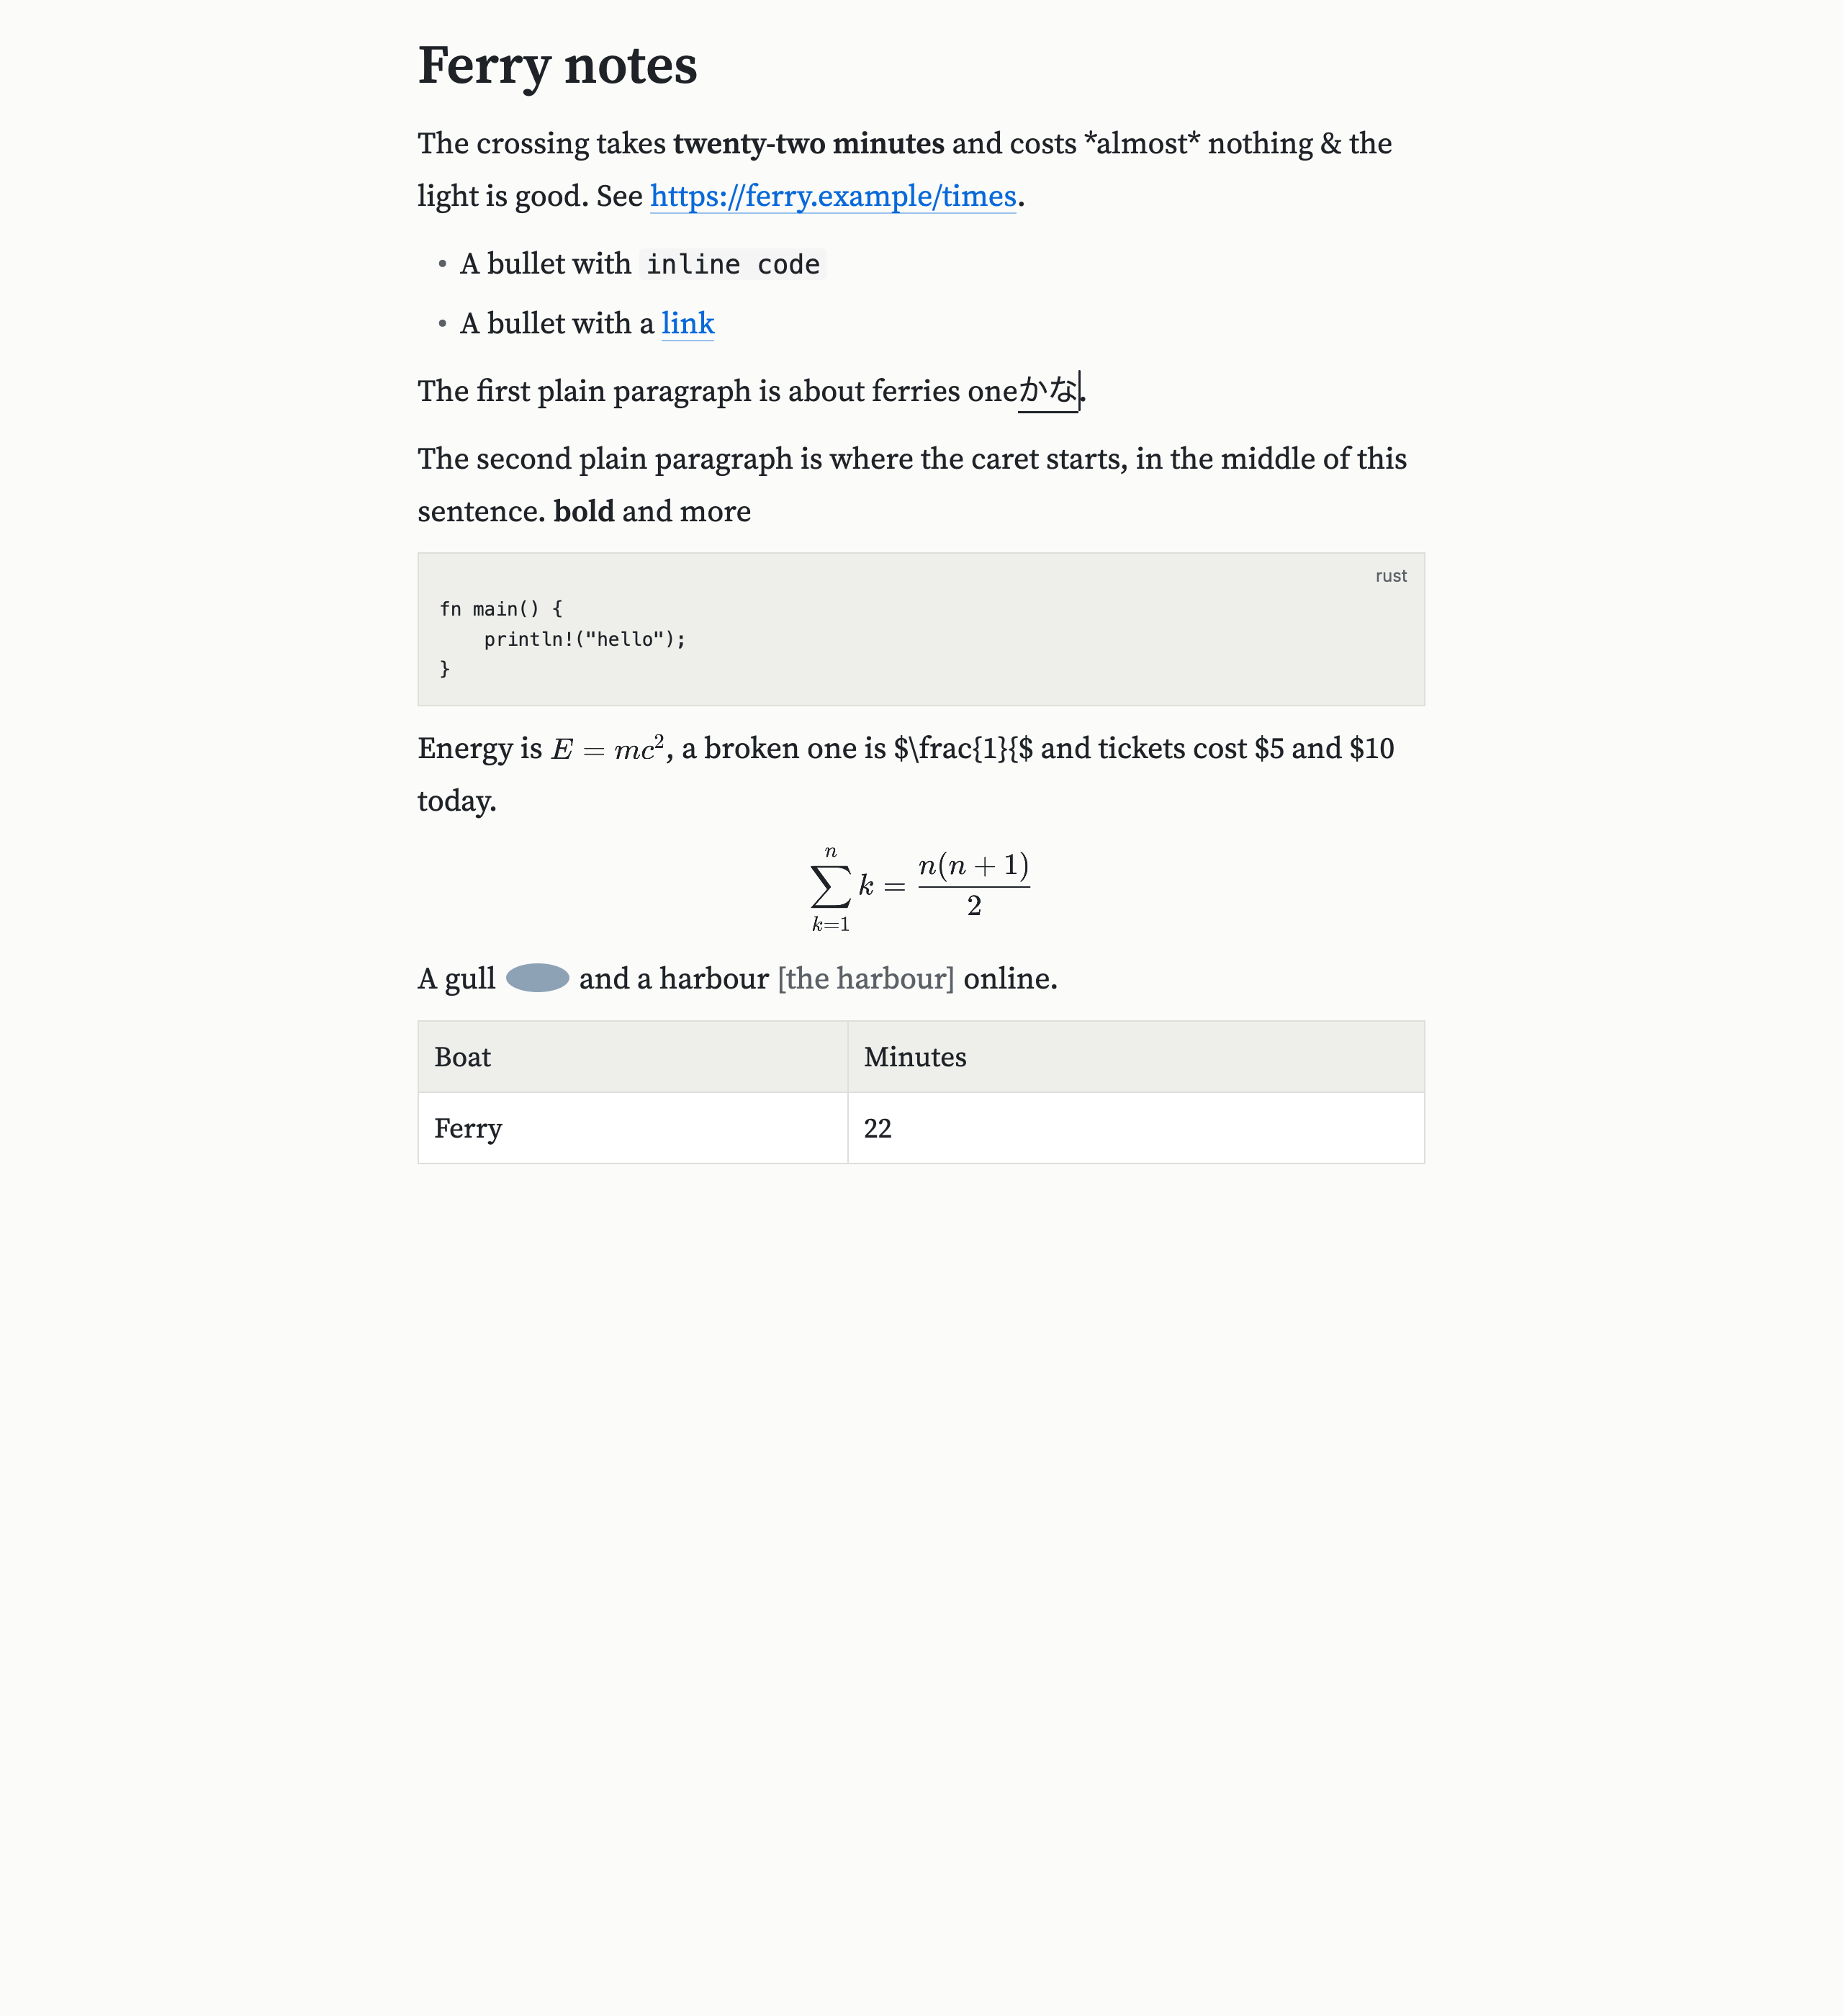 Ferry notes
The crossing takes twenty-two minutes and costs *almost* nothing & the
light is good. See https://ferry.example/times.
• A bullet with inline code
• A bullet with a link
The first plain paragraph is about ferries oneかな.
The second plain paragraph is where the caret starts, in the middle of this
sentence. bold and more
rust
fn main() {
    println!("hello");
}
Energy is E = mc², a broken one is $\frac{1}{$ and tickets cost $5 and $10
today.
n
∑ k = n(n + 1)
k=1
2
A gull and a harbour [the harbour] online.
Boat Minutes
Ferry 22